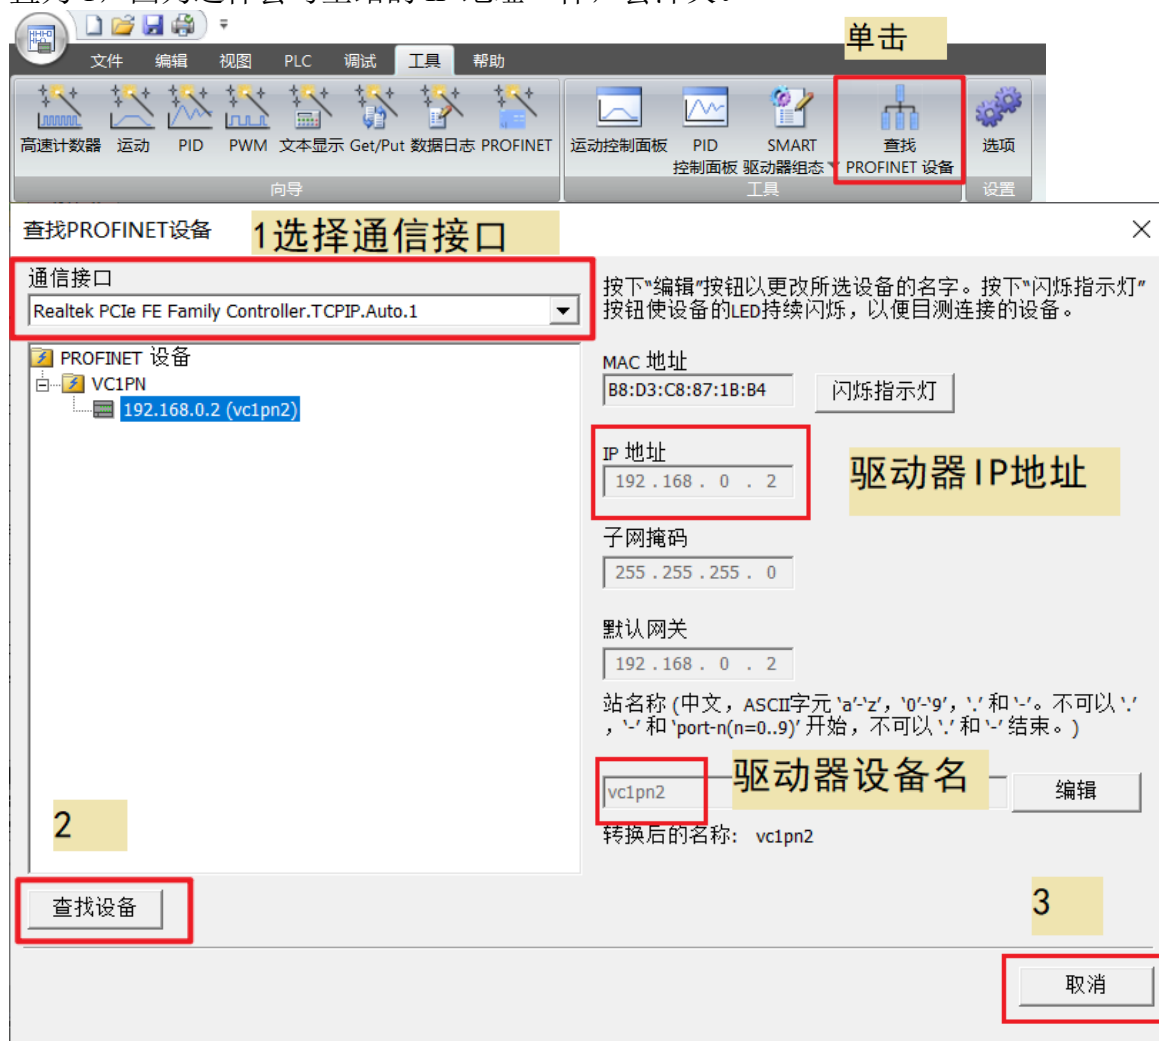 单击
文件 编辑 视图 PLC 调试 工具 帮助
高速计数器 运动 PID PWM 文本显示 Get/Put 数据日志 PROFINET
运动控制面板 PID 控制面板 SMART 驱动器组态 查找 PROFINET 设备 选项
向导 工具 设置
查找PROFINET设备
1选择通信接口
通信接口
Realtek PCIe FE Family Controller.TCPIP.Auto.1
PROFINET 设备
VC1PN
192.168.0.2 (vc1pn2)
2
查找设备
按下"编辑"按钮以更改所选设备的名字。按下"闪烁指示灯"
按钮使设备的LED持续闪烁，以便目测连接的设备。
MAC 地址
B8:D3:C8:87:1B:B4 闪烁指示灯
IP 地址
192 . 168 . 0 . 2
驱动器IP地址
子网掩码
255 . 255 . 255 . 0
默认网关
192 . 168 . 0 . 2
站名称 (中文，ASCII字元 'a'-'z'，'0'-'9'，'.' 和 '-'。不可以 '.'
，'-' 和 'port-n(n=0..9)' 开始，不可以 '.' 和 '-' 结束。)
驱动器设备名
vc1pn2 编辑
转换后的名称: vc1pn2
3
取消